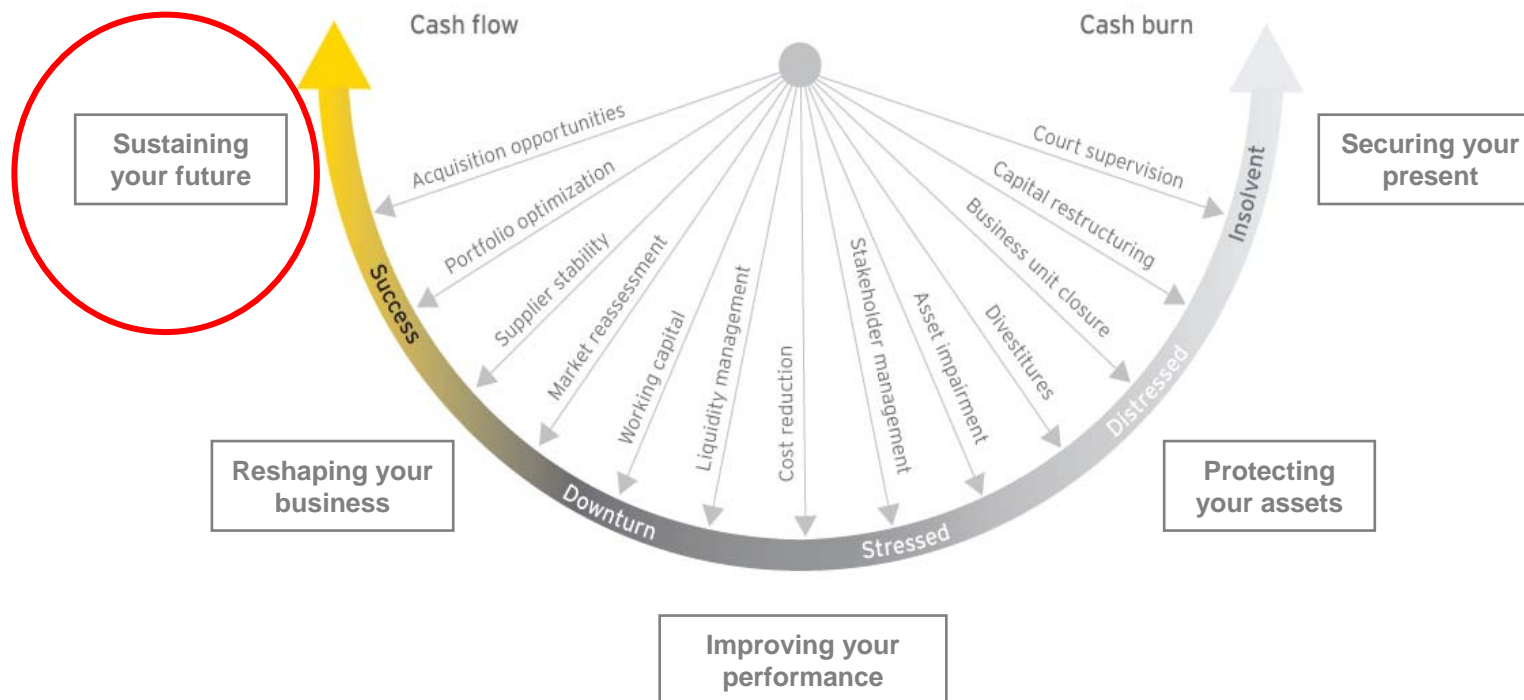 Cash flow
Cash burn
Sustaining
your future
Securing your
present
Acquisition opportunities
Portfolio optimization
Supplier stability
Market reassessment
Working capital
Liquidity management
Cost reduction
Stakeholder management
Asset impairment
Divestitures
Business unit closure
Capital restructuring
Court supervision
Success
Downturn
Stressed
Distressed
Insolvent
Reshaping your
business
Protecting
your assets
Improving your
performance